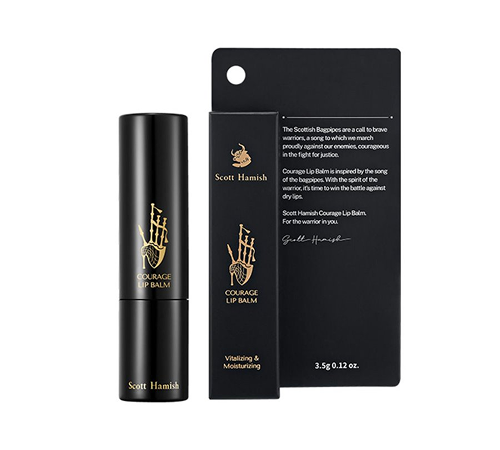 COURAGE
LIP BALM
Scott Hamish
Scott Hamish
COURAGE
LIP BALM
Vitalizing &
Moisturizing
The Scottish Bagpipes are a call to brave
warriors, a song to which we march
proudly against our enemies, courageous
in the fight for justice.
Courage Lip Balm is inspired by the song
of the bagpipes. With the spirit of the
warrior, it's time to win the battle against
dry lips.
Scott Hamish Courage Lip Balm.
For the warrior in you.
Scott Hamish
3.5g 0.12 oz.